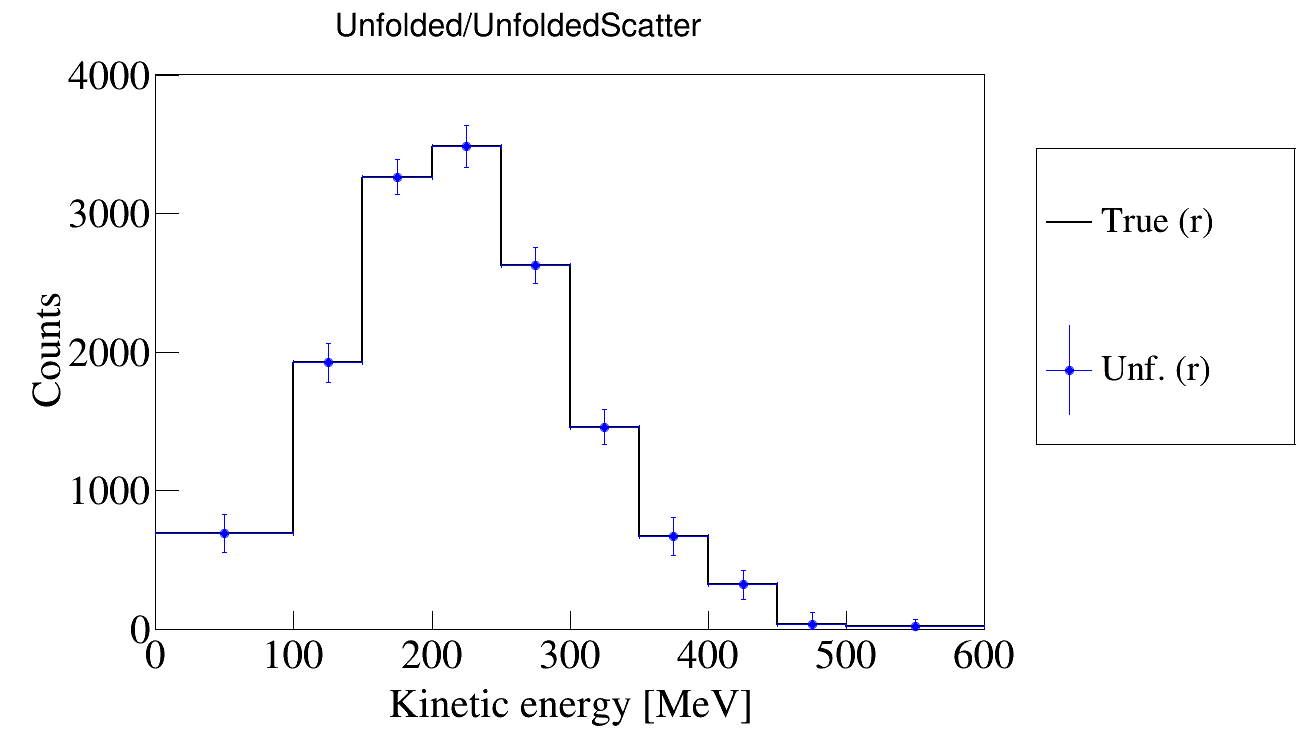 Unfolded/UnfoldedScatter
4000
3000
2000
1000
0
Counts
0 100 200 300 400 500 600
Kinetic energy [MeV]
True (r)
Unf. (r)